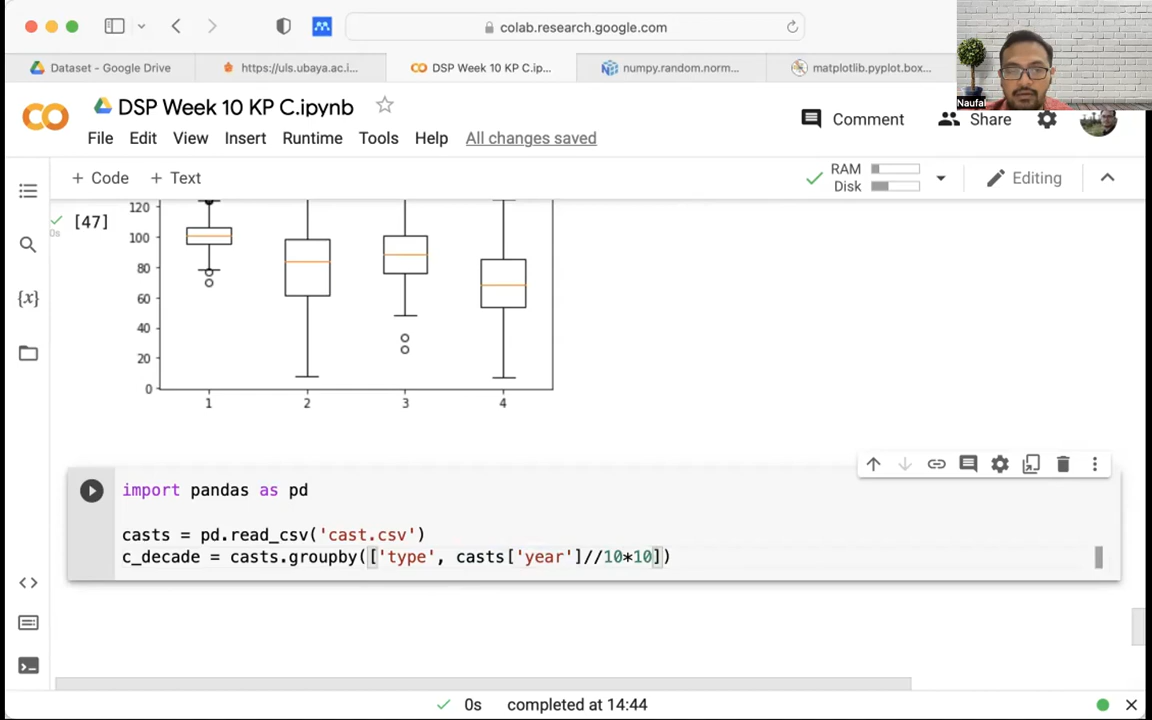 colab.research.google.com
Dataset - Google Drive
https://uls.ubaya.ac.i...
DSP Week 10 KP C.ip...
numpy.random.norm...
matplotlib.pyplot.box...
Naufal
DSP Week 10 KP C.ipynb
File Edit View Insert Runtime Tools Help All changes saved
Comment
Share
+ Code + Text
RAM
Disk
Editing
[47]
0s
120
100
80
60
40
20
0
1 2 3 4
{x}
import pandas as pd
casts = pd.read_csv('cast.csv')
c_decade = casts.groupby(['type', casts['year']//10*10])
0s completed at 14:44